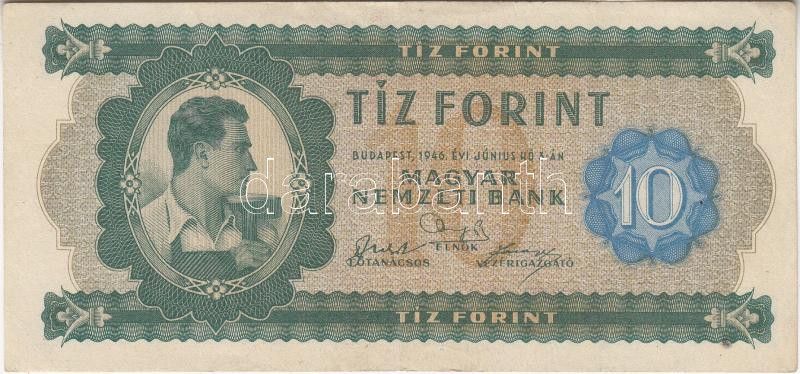 TÍZ FORINT
TÍZ FORINT
BUDAPEST, 1946. ÉVI JÚNIUS HÓ 3-ÁN
MAGYAR
NEMZETI BANK
10
ELNÖK
FŐTANÁCSOS VEZÉRIGAZGATÓ
darabanth
TÍZ FORINT